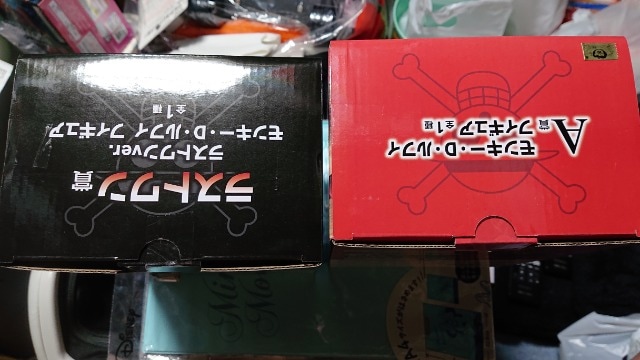 ラストワン賞
ラストワンver.
モンキー・D・ルフィ フィギュア
全1種
A賞
モンキー・D・ルフィ
フィギュア 全1種